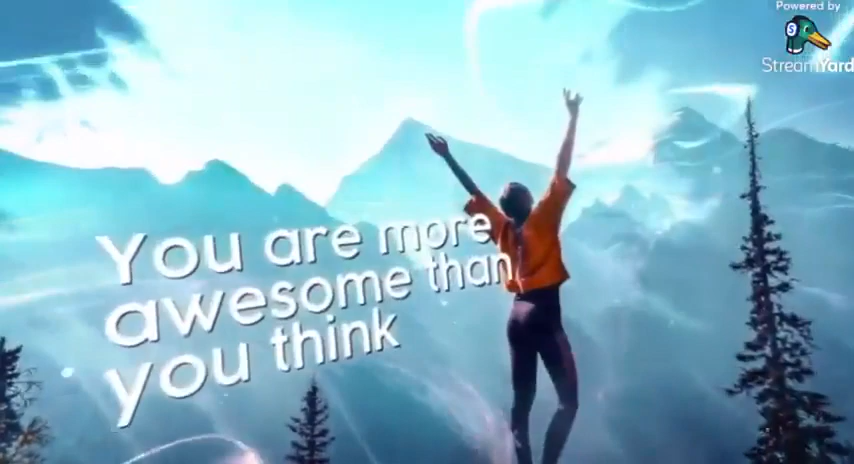 Powered by
StreamYard
You are more
awesome than
you think